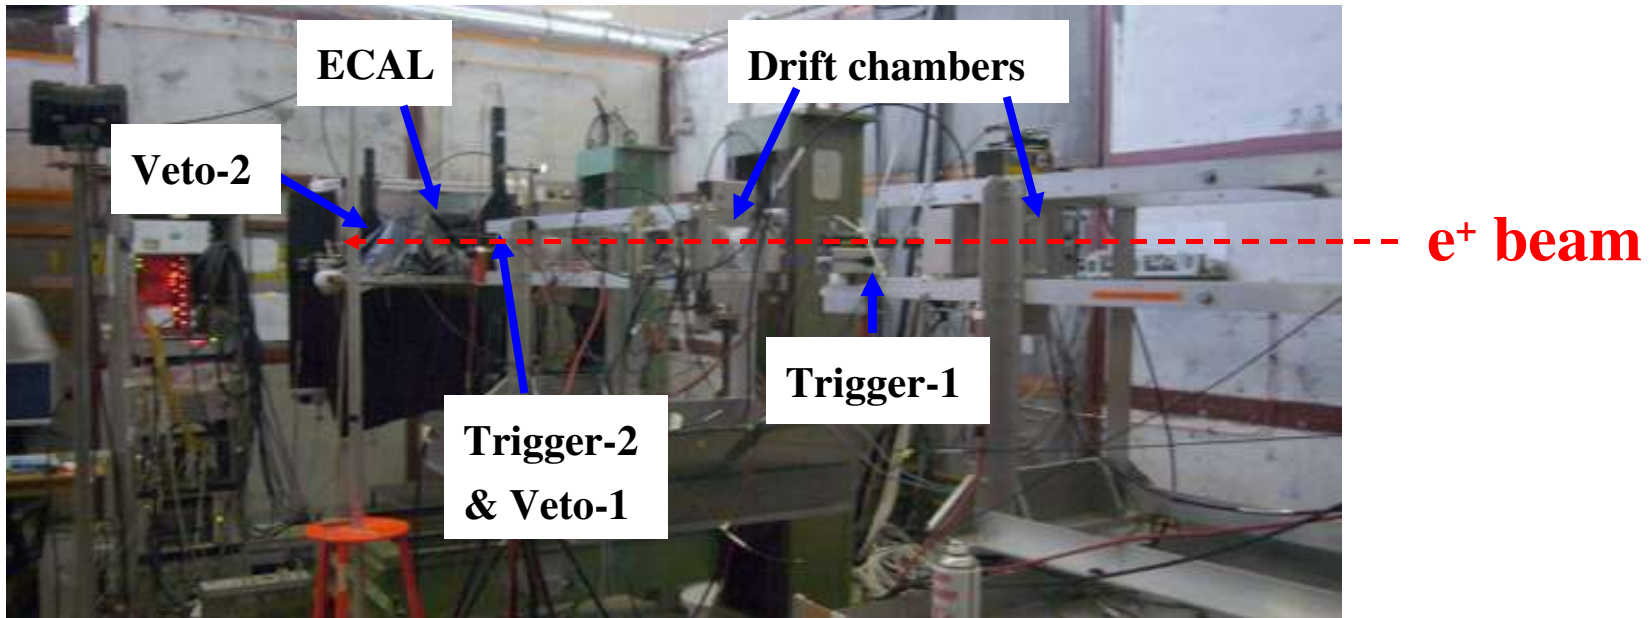 ECAL
Drift chambers
Veto-2
e⁺ beam
Trigger-1
Trigger-2
& Veto-1